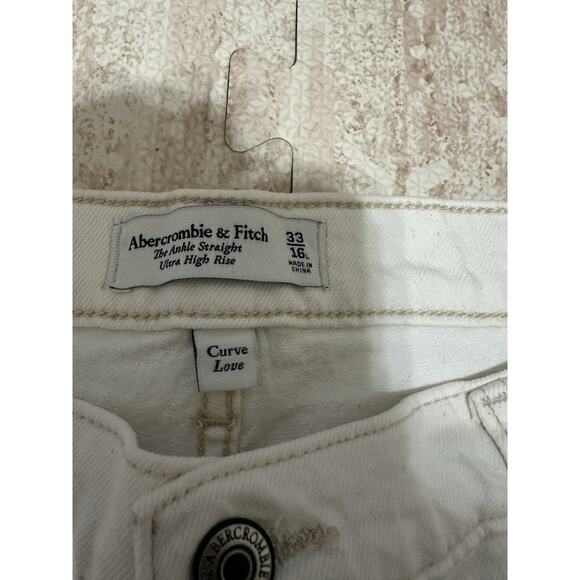 Abercrombie & Fitch
The Ankle Straight
Ultra High Rise
33
16L
MADE IN
CHINA
Curve
Love
ABERCROMBIE